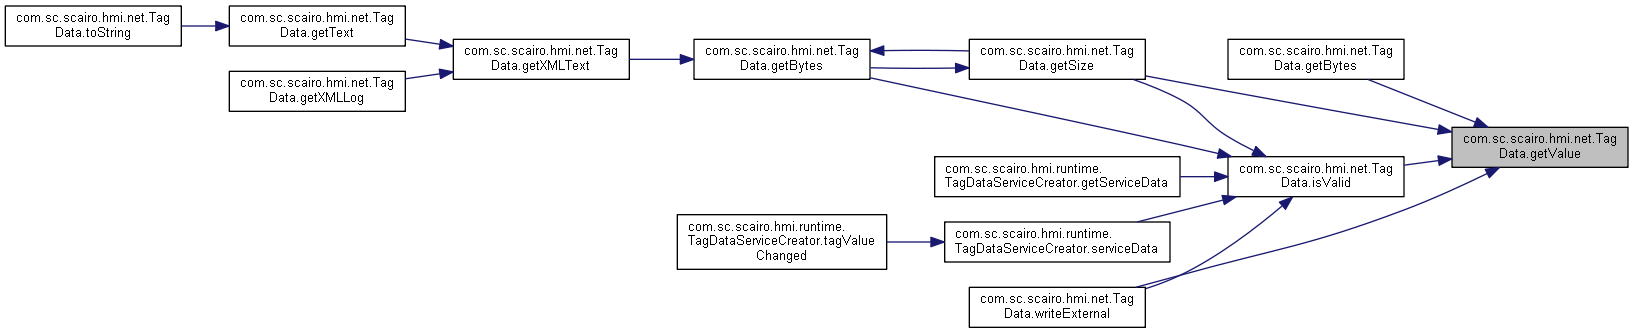 com.sc.scairo.hmi.net.Tag
Data.toString
com.sc.scairo.hmi.net.Tag
Data.getText
com.sc.scairo.hmi.net.Tag
Data.getXMLLog
com.sc.scairo.hmi.net.Tag
Data.getXMLText
com.sc.scairo.hmi.net.Tag
Data.getBytes
com.sc.scairo.hmi.net.Tag
Data.getSize
com.sc.scairo.hmi.net.Tag
Data.getBytes
com.sc.scairo.hmi.net.Tag
Data.getValue
com.sc.scairo.hmi.runtime.
TagDataServiceCreator.getServiceData
com.sc.scairo.hmi.net.Tag
Data.isValid
com.sc.scairo.hmi.runtime.
TagDataServiceCreator.tagValue
Changed
com.sc.scairo.hmi.runtime.
TagDataServiceCreator.serviceData
com.sc.scairo.hmi.net.Tag
Data.writeExternal